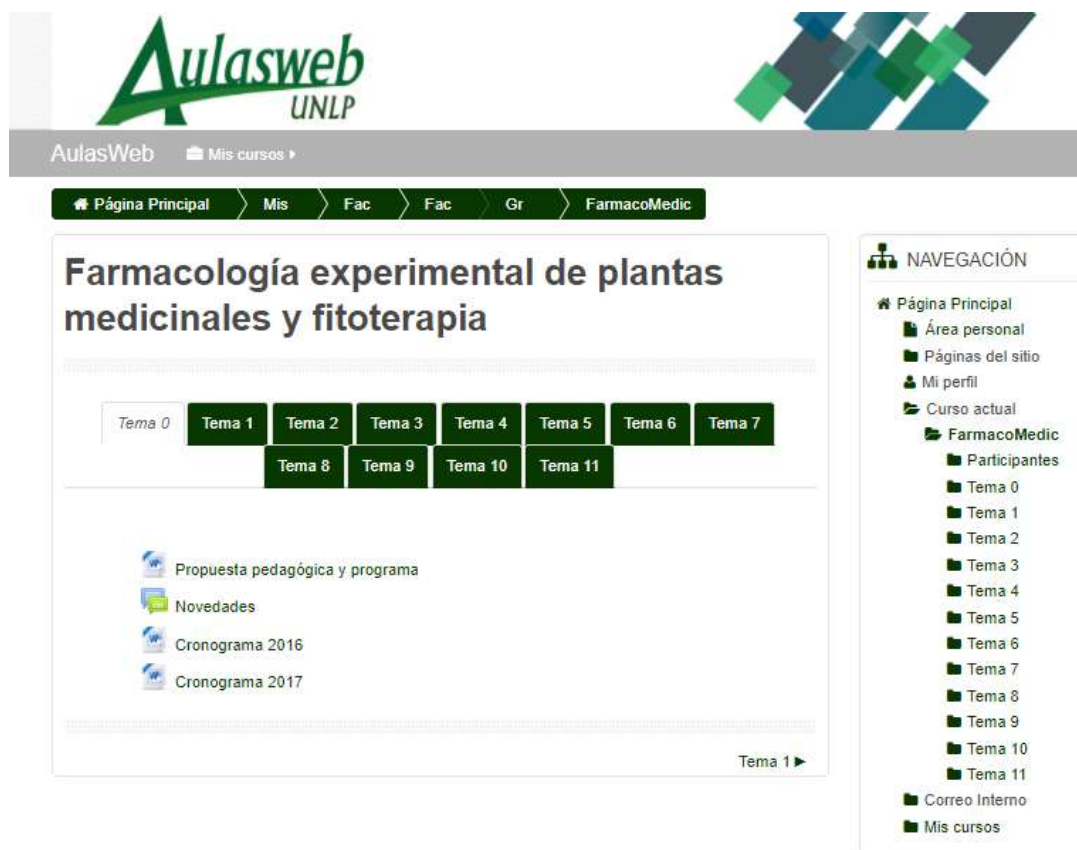 Aulasweb
UNLP
AulasWeb Mis cursos
Página Principal Mis Fac Fac Gr FarmacoMedic
Farmacología experimental de plantas
medicinales y fitoterapia
Tema 0 Tema 1 Tema 2 Tema 3 Tema 4 Tema 5 Tema 6 Tema 7
Tema 8 Tema 9 Tema 10 Tema 11
Propuesta pedagógica y programa
Novedades
Cronograma 2016
Cronograma 2017
Tema 1
NAVEGACIÓN
Página Principal
Área personal
Páginas del sitio
Mi perfil
Curso actual
FarmacoMedic
Participantes
Tema 0
Tema 1
Tema 2
Tema 3
Tema 4
Tema 5
Tema 6
Tema 7
Tema 8
Tema 9
Tema 10
Tema 11
Correo Interno
Mis cursos